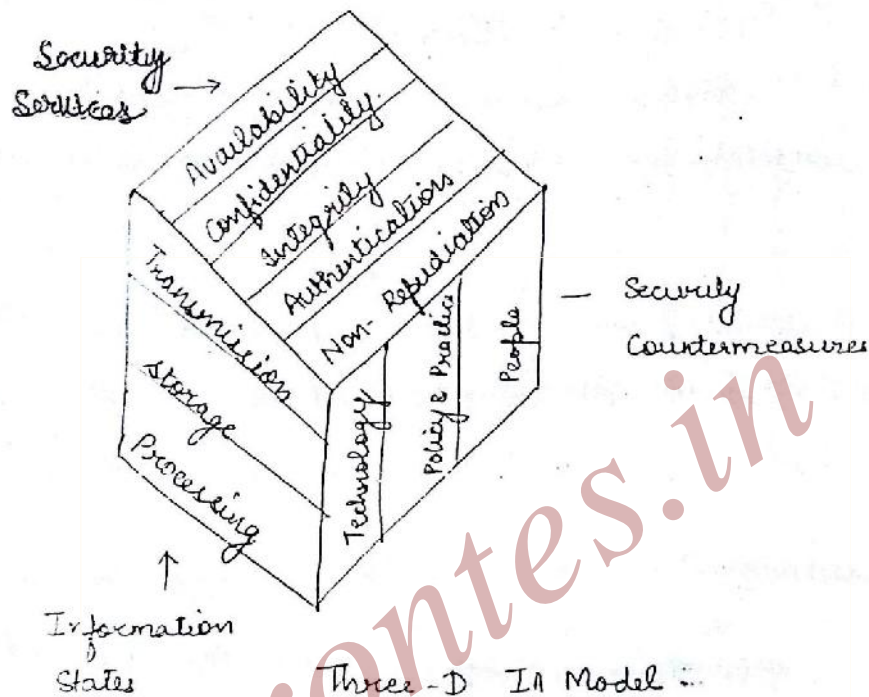 Security
Services
Availability
Confidentiality
Integrity
Authentication
Non-Repudiation
Transmission
Storage
Processing
Technology
Policy & Practice
People
Security
Countermeasures
Information
States
Three-D IA Model :-
ontes.in